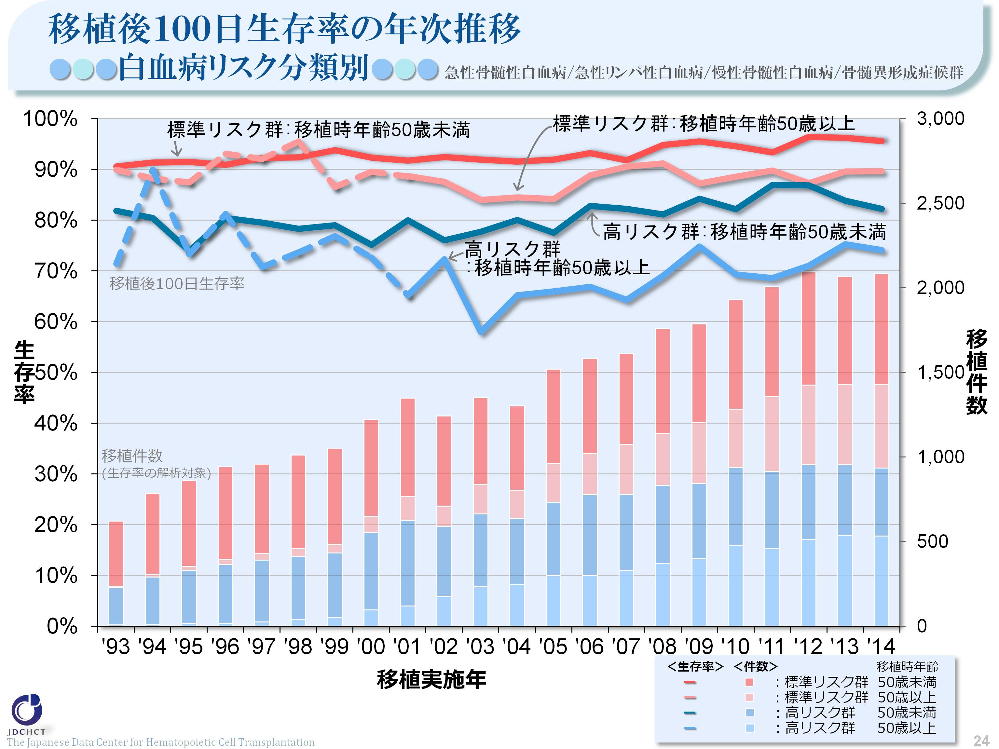 移植後100日生存率の年次推移
白血病リスク分類別
急性骨髄性白血病/急性リンパ性白血病/慢性骨髄性白血病/骨髄異形成症候群
100%
90%
80%
70%
60%
50%
40%
30%
20%
10%
0%
生存率
標準リスク群：移植時年齢50歳未満
標準リスク群：移植時年齢50歳以上
高リスク群：移植時年齢50歳未満
高リスク群
：移植時年齢50歳以上
移植後100日生存率
移植件数
(生存率の解析対象)
3,000
2,500
2,000
1,500
1,000
500
0
移植件数
'93 '94 '95 '96 '97 '98 '99 '00 '01 '02 '03 '04 '05 '06 '07 '08 '09 '10 '11 '12 '13 '14
移植実施年
＜生存率＞ ＜件数＞ 移植時年齢
：標準リスク群 50歳未満
：標準リスク群 50歳以上
：高リスク群 50歳未満
：高リスク群 50歳以上
JDCHCT
The Japanese Data Center for Hematopoietic Cell Transplantation
24